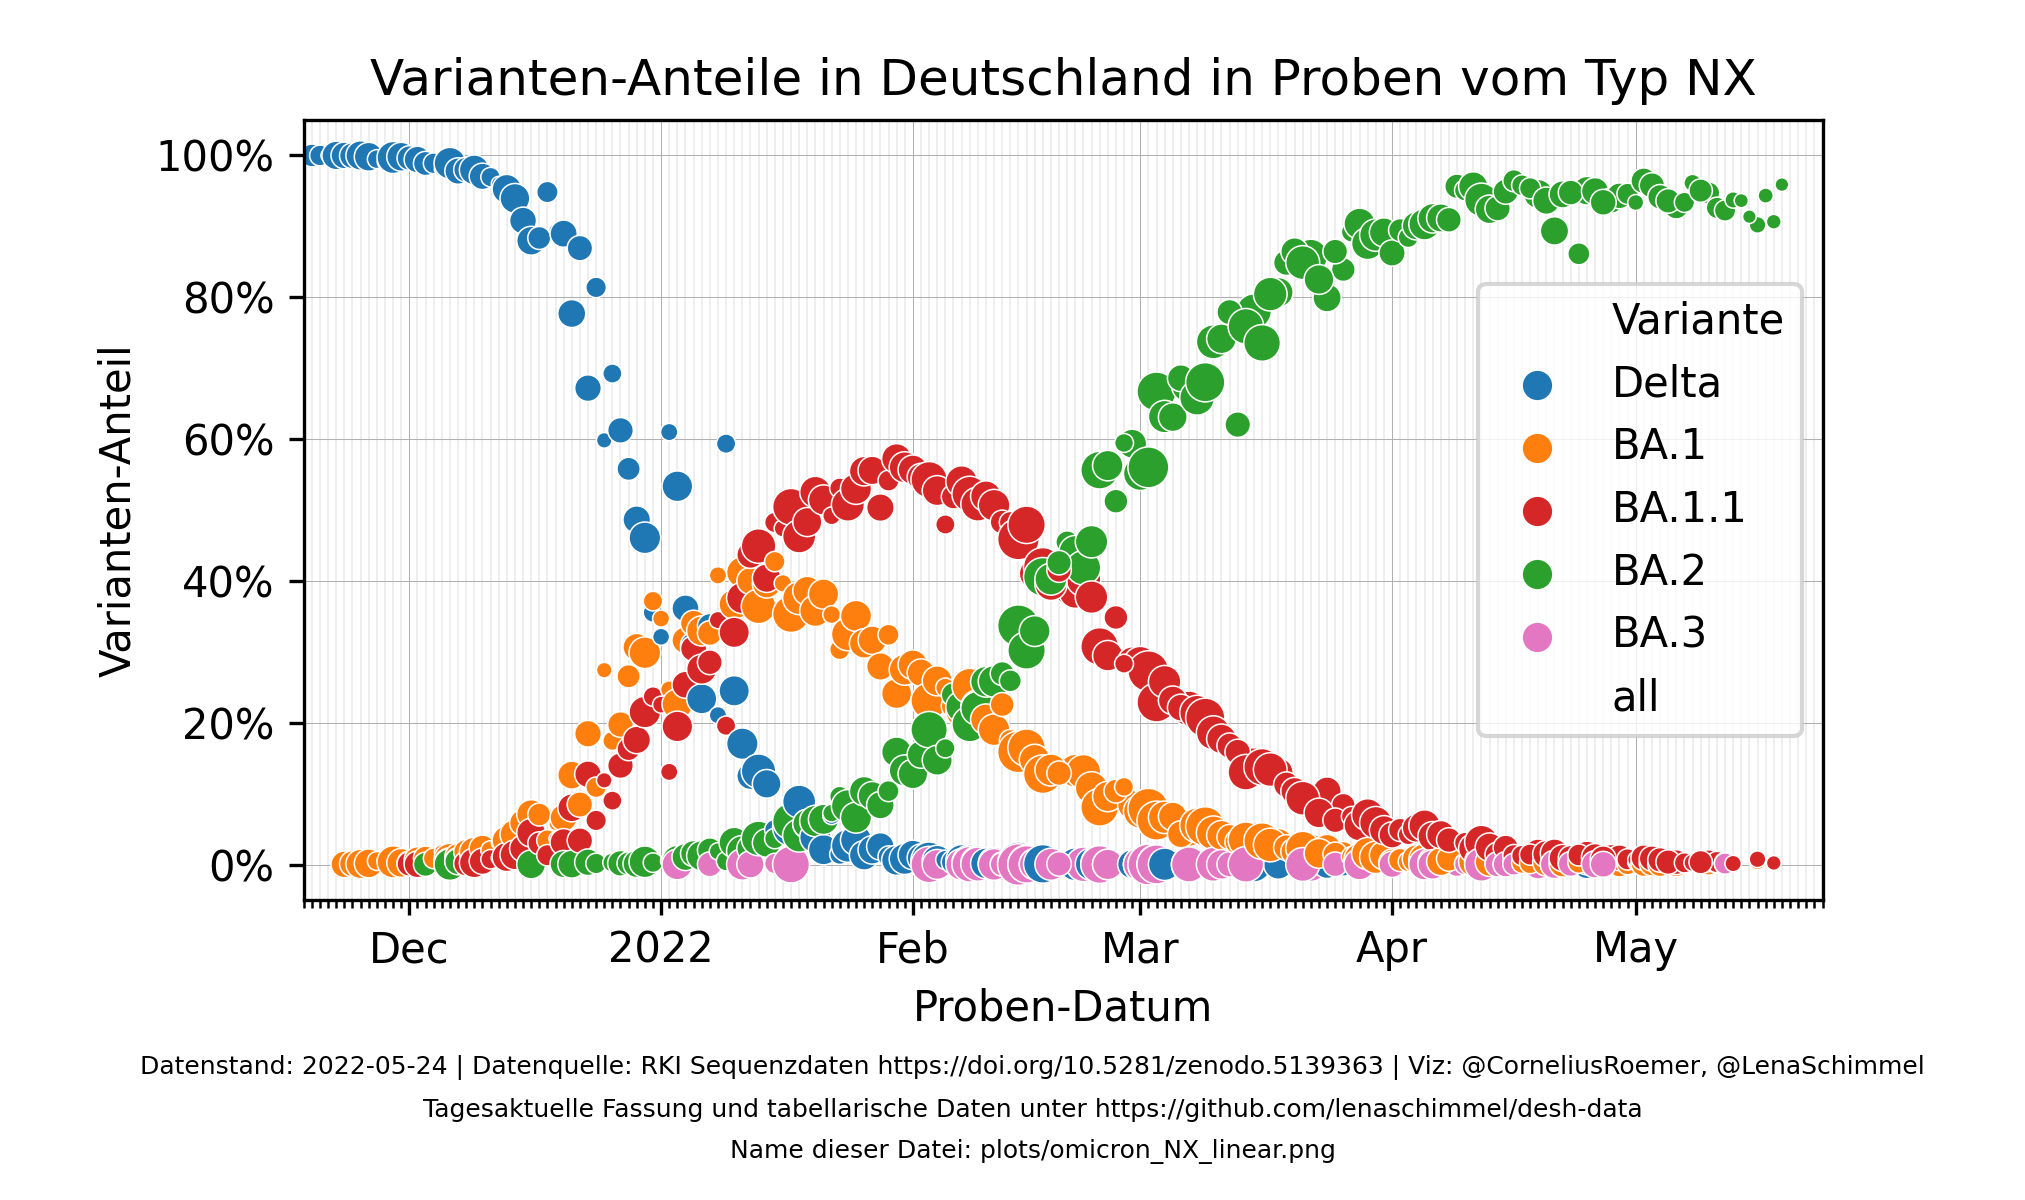 Varianten-Anteile in Deutschland in Proben vom Typ NX
100%
80%
60%
40%
20%
0%
Varianten-Anteil
Variante
Delta
BA.1
BA.1.1
BA.2
BA.3
all
Dec
2022
Feb
Mar
Apr
May
Proben-Datum
Datenstand: 2022-05-24 | Datenquelle: RKI Sequenzdaten https://doi.org/10.5281/zenodo.5139363 | Viz: @CorneliusRoemer, @LenaSchimmel
Tagesaktuelle Fassung und tabellarische Daten unter https://github.com/lenaschimmel/desh-data
Name dieser Datei: plots/omicron_NX_linear.png